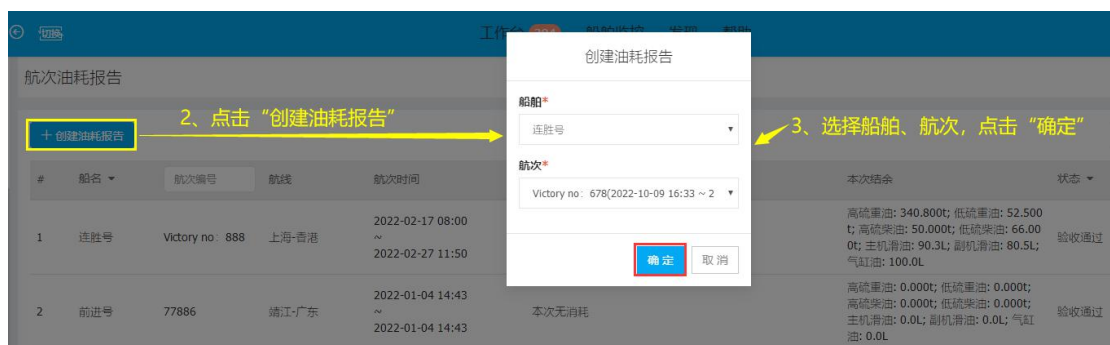 切换
航次油耗报告
2、点击“创建油耗报告”
+ 创建油耗报告
创建油耗报告
船舶*
连胜号
航次*
Victory no: 678(2022-10-09 16:33 ~ 2
确定 取消
3、选择船舶、航次，点击“确定”
# 船名 航次编号 航线 航次时间 本次结余 状态
1 连胜号 Victory no: 888 上海-香港
2022-02-17 08:00
~
2022-02-27 11:50
高硫重油: 340.800t; 低硫重油: 52.500
t; 高硫柴油: 50.000t; 低硫柴油: 66.00
0t; 主机滑油: 90.3L; 副机滑油: 80.5L;
气缸油: 100.0L
验收通过
2 前进号 77886 靖江-广东
2022-01-04 14:43
~
2022-01-04 14:43
本次无消耗
高硫重油: 0.000t; 低硫重油: 0.000t;
高硫柴油: 0.000t; 低硫柴油: 0.000t;
主机滑油: 0.0L; 副机滑油: 0.0L; 气缸
油: 0.0L
验收通过